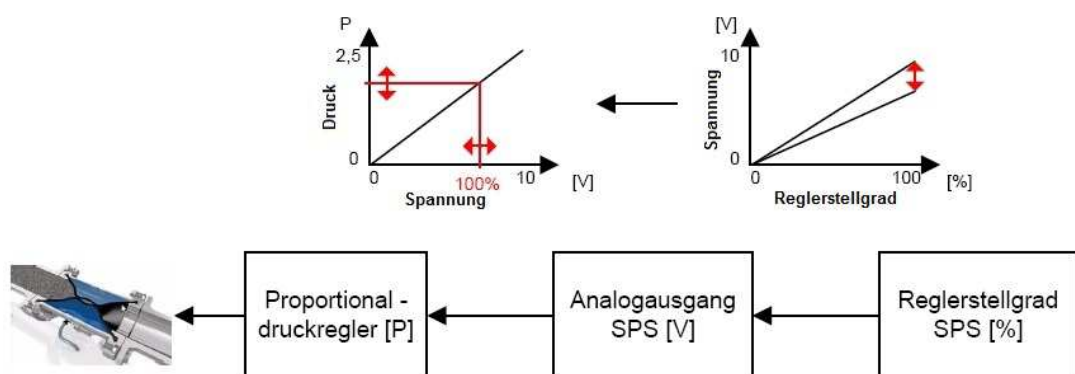 P
2,5
Druck
0
0
100%
10
[V]
Spannung
[V]
10
Spannung
0
0
100
[%]
Reglerstellgrad
Proportional -
druckregler [P]
Analogausgang
SPS [V]
Reglerstellgrad
SPS [%]